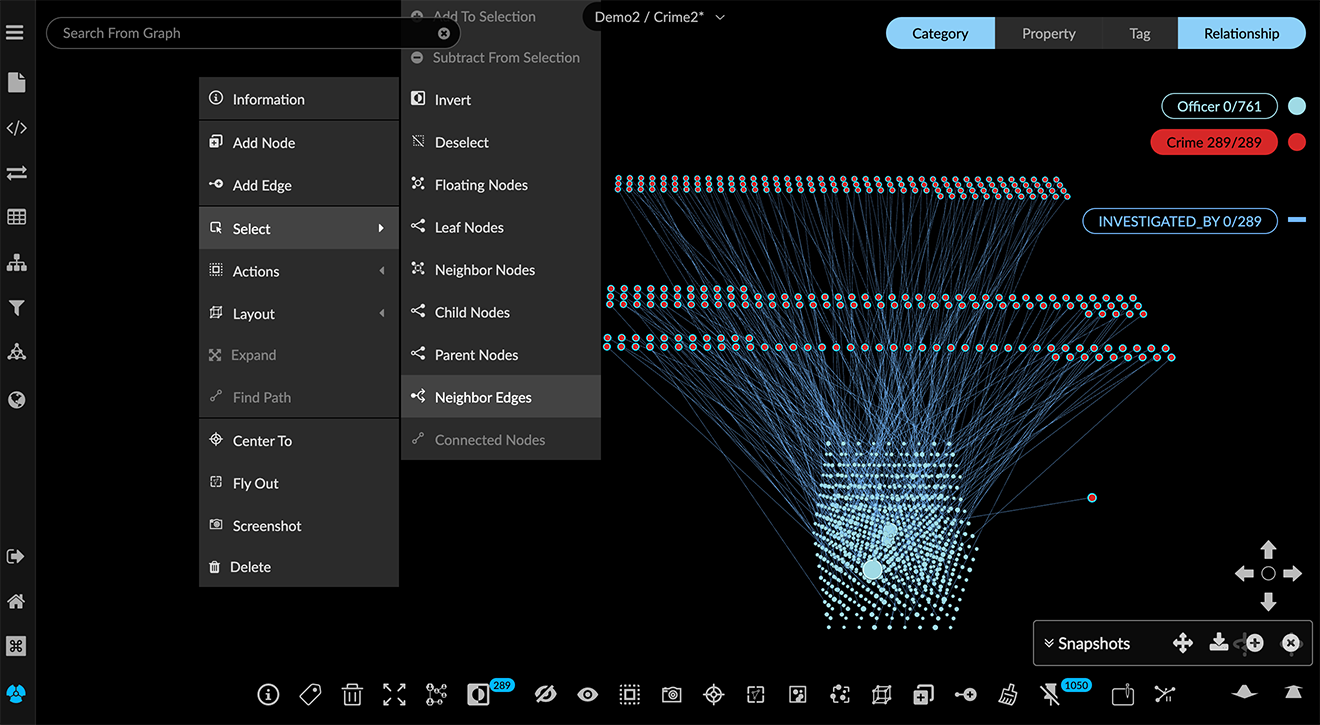 Search From Graph
Demo2 / Crime2*
Category
Property
Tag
Relationship
Officer 0/761
Crime 289/289
INVESTIGATED_BY 0/289
Information
Add Node
Add Edge
Select
Actions
Layout
Expand
Find Path
Center To
Fly Out
Screenshot
Delete
Add To Selection
Subtract From Selection
Invert
Deselect
Floating Nodes
Leaf Nodes
Neighbor Nodes
Child Nodes
Parent Nodes
Neighbor Edges
Connected Nodes
Snapshots
289
1050